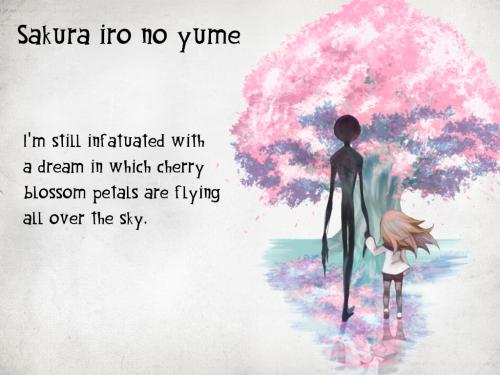 Sakura iro no yume
I'm still infatuated with
a dream in which cherry
blossom petals are flying
all over the sky.